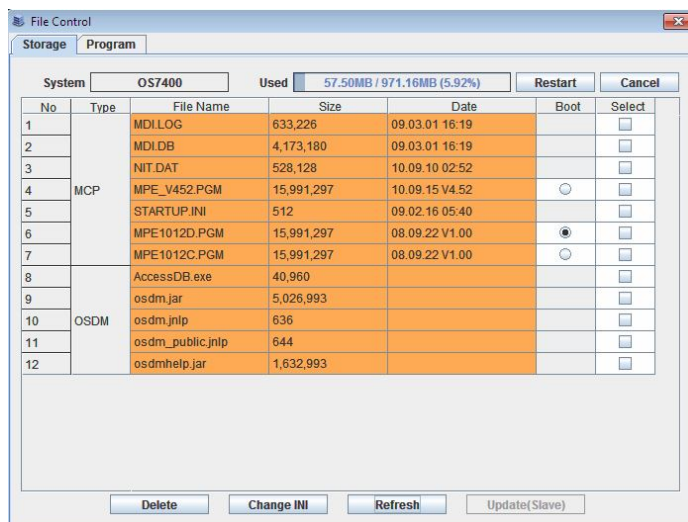 File Control
Storage Program
System OS7400 Used 57.50MB / 971.16MB (5.92%) Restart Cancel
No Type File Name Size Date Boot Select
1 MDI.LOG 633,226 09.03.01 16:19
2 MDI.DB 4,173,180 09.03.01 16:19
3 NIT.DAT 528,128 10.09.10 02:52
4 MCP MPE_V452.PGM 15,991,297 10.09.15 V4.52
5 STARTUP.INI 512 09.02.16 05:40
6 MPE1012D.PGM 15,991,297 08.09.22 V1.00
7 MPE1012C.PGM 15,991,297 08.09.22 V1.00
8 AccessDB.exe 40,960
9 osdm.jar 5,026,993
10 OSDM osdm.jnlp 636
11 osdm_public.jnlp 644
12 osdmhelp.jar 1,632,993
Delete Change INI Refresh Update(Slave)